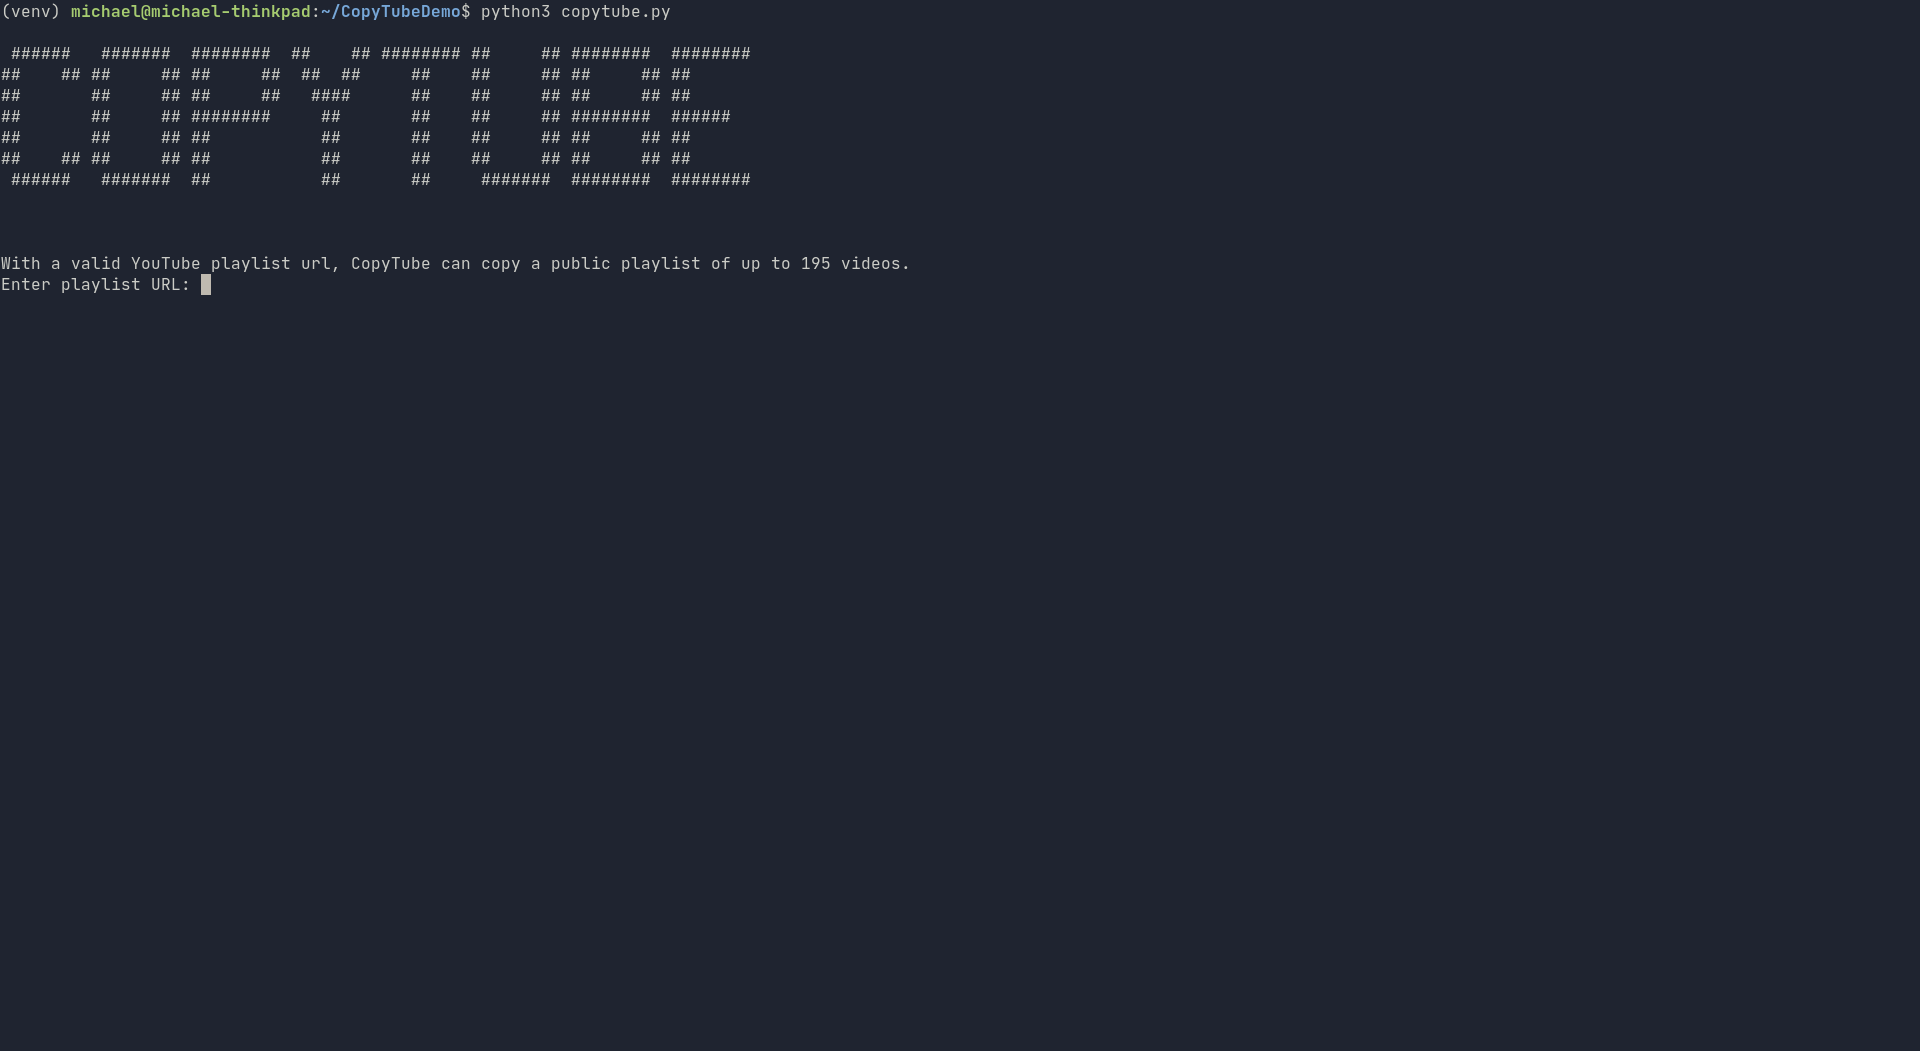 (venv) michael@michael-thinkpad:~/CopyTubeDemo$ python3 copytube.py
 ######   #######  ########  ##    ## ######## ##     ## ########  ########
##    ## ##     ## ##     ##  ##  ##     ##    ##     ## ##     ## ##
##       ##     ## ##     ##   ####      ##    ##     ## ##     ## ##
##       ##     ## ########     ##       ##    ##     ## ########  ######
##       ##     ## ##           ##       ##    ##     ## ##     ## ##
##    ## ##     ## ##           ##       ##    ##     ## ##     ## ##
 ######   #######  ##           ##       ##     #######  ########  ########
With a valid YouTube playlist url, CopyTube can copy a public playlist of up to 195 videos.
Enter playlist URL: